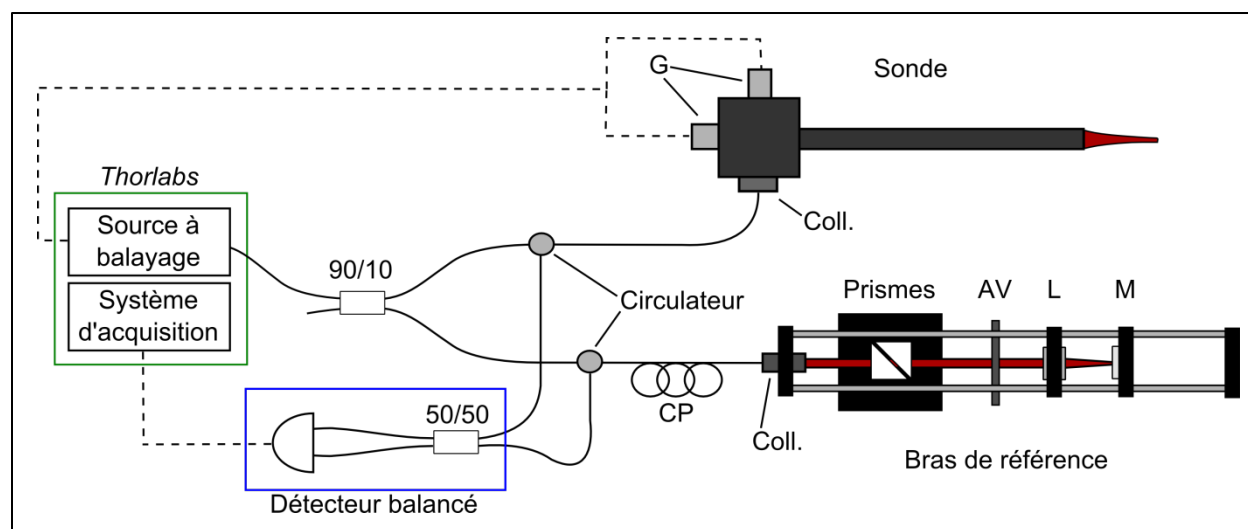 G
Sonde
Thorlabs
Source à
balayage
Système
d'acquisition
90/10
Coll.
Circulateur
Prismes
AV
L
M
CP
Coll.
50/50
Bras de référence
Détecteur balancé